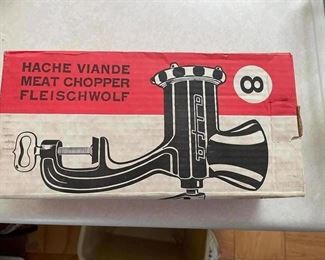 HACHE VIANDE
MEAT CHOPPER
FLEISCHWOLF
8